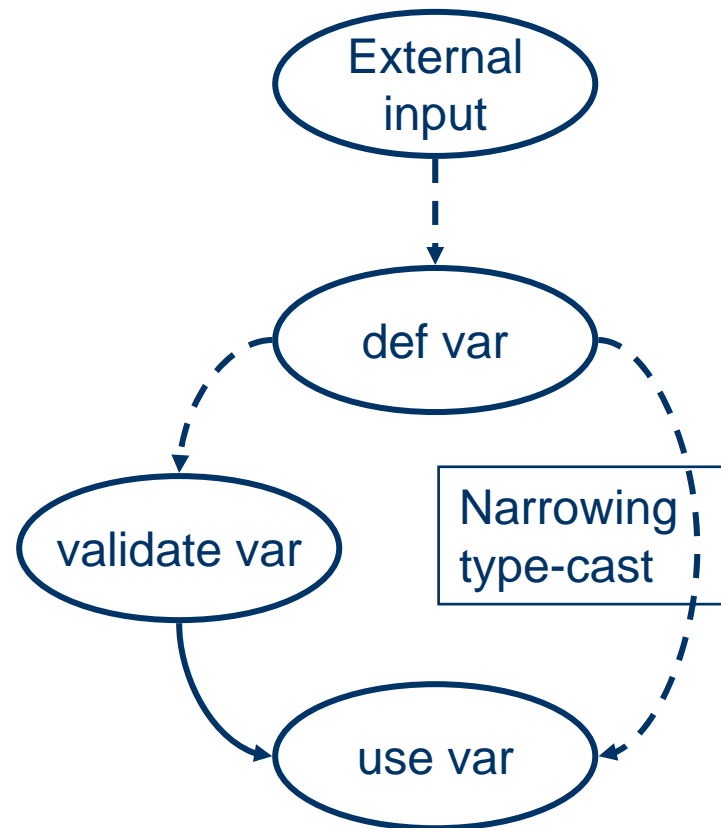 External
input
def var
validate var
Narrowing
type-cast
use var